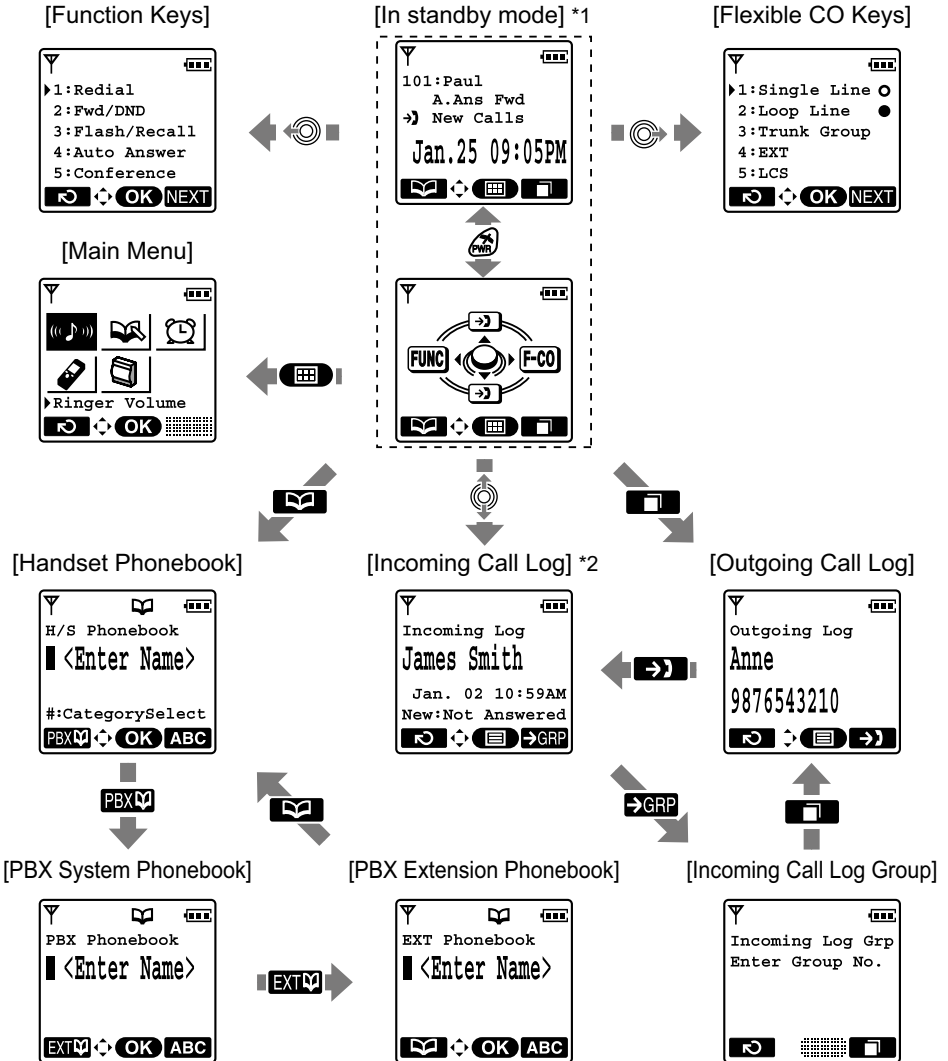 [Function Keys]
1:Redial
2:Fwd/DND
3:Flash/Recall
4:Auto Answer
5:Conference
OK NEXT
[In standby mode] *1
101:Paul
A.Ans Fwd
New Calls
Jan.25 09:05PM
PWR
FUNC
F-CO
[Flexible CO Keys]
1:Single Line
2:Loop Line
3:Trunk Group
4:EXT
5:LCS
OK NEXT
[Main Menu]
Ringer Volume
OK
[Handset Phonebook]
H/S Phonebook
<Enter Name>
#:CategorySelect
PBX OK ABC
[Incoming Call Log] *2
Incoming Log
James Smith
Jan. 02 10:59AM
New:Not Answered
→GRP
[Outgoing Call Log]
Outgoing Log
Anne
9876543210
PBX
→GRP
[PBX System Phonebook]
PBX Phonebook
<Enter Name>
EXT OK ABC
EXT
[PBX Extension Phonebook]
EXT Phonebook
<Enter Name>
OK ABC
[Incoming Call Log Group]
Incoming Log Grp
Enter Group No.